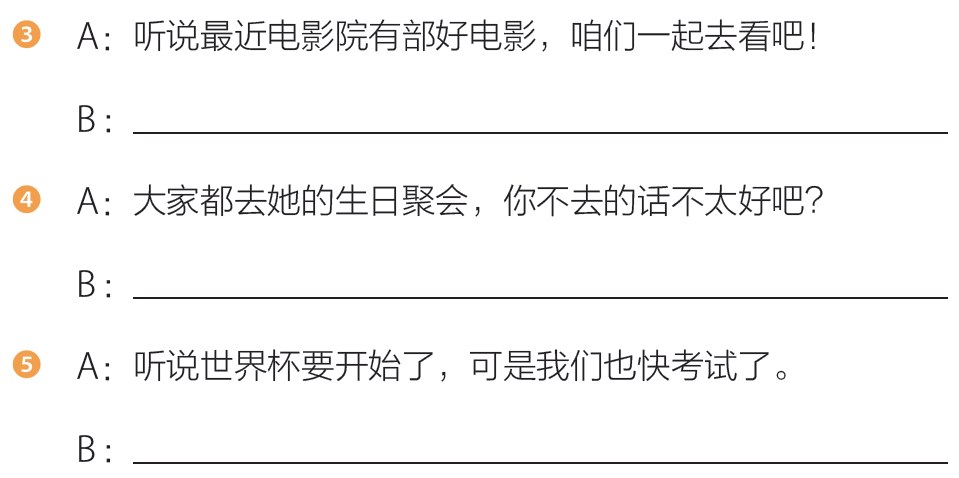 3 A：听说最近电影院有部好电影，咱们一起去看吧！
B：
4 A：大家都去她的生日聚会，你不去的话不太好吧？
B：
5 A：听说世界杯要开始了，可是我们也快考试了。
B：